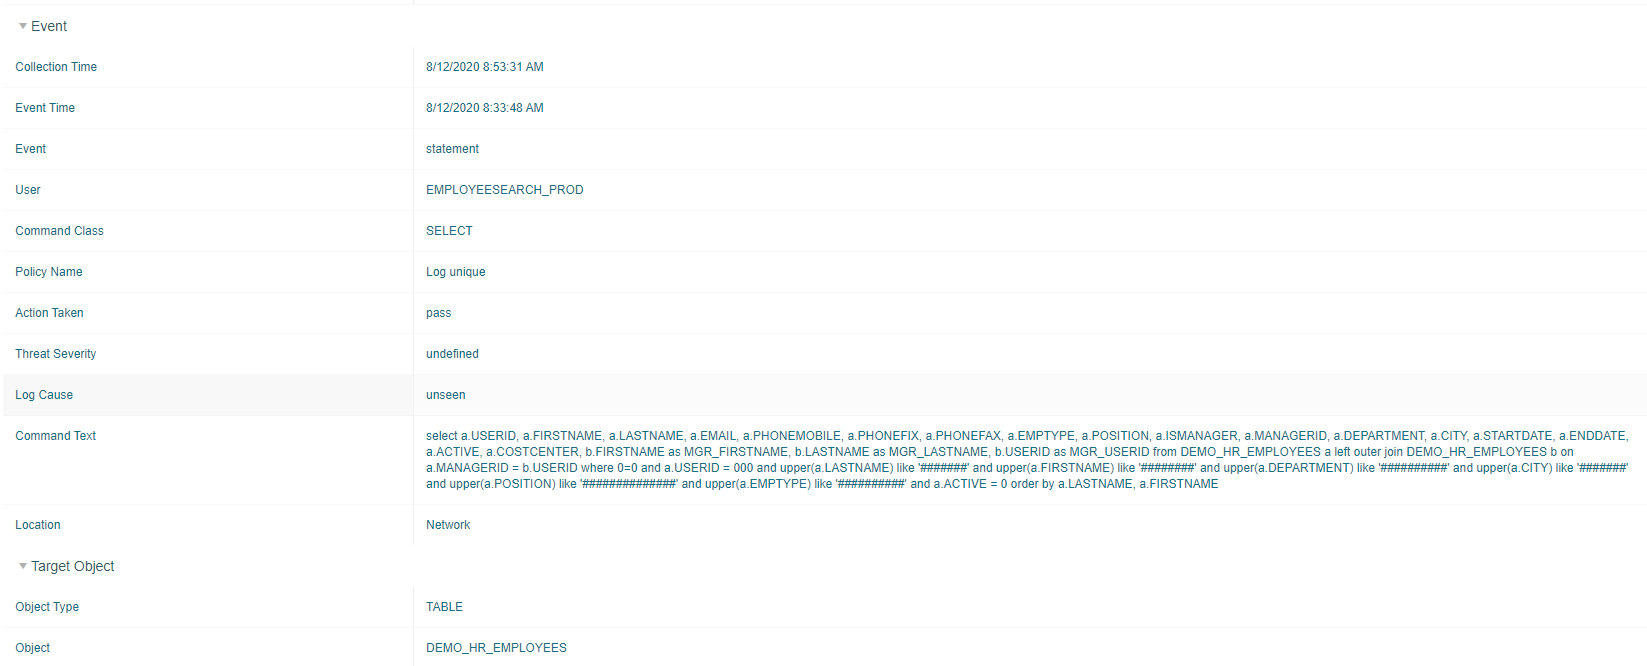 Event
Collection Time 8/12/2020 8:53:31 AM
Event Time 8/12/2020 8:33:48 AM
Event statement
User EMPLOYEESEARCH_PROD
Command Class SELECT
Policy Name Log unique
Action Taken pass
Threat Severity undefined
Log Cause unseen
Command Text select a.USERID, a.FIRSTNAME, a.LASTNAME, a.EMAIL, a.PHONEMOBILE, a.PHONEFIX, a.PHONEFAX, a.EMPTYPE, a.POSITION, a.ISMANAGER, a.MANAGERID, a.DEPARTMENT, a.CITY, a.STARTDATE, a.ENDDATE,
a.ACTIVE, a.COSTCENTER, b.FIRSTNAME as MGR_FIRSTNAME, b.LASTNAME as MGR_LASTNAME, b.USERID as MGR_USERID from DEMO_HR_EMPLOYEES a left outer join DEMO_HR_EMPLOYEES b on
a.MANAGERID = b.USERID where 0=0 and a.USERID = 000 and upper(a.LASTNAME) like '#######' and upper(a.FIRSTNAME) like '########' and upper(a.DEPARTMENT) like '##########' and upper(a.CITY) like '#######'
and upper(a.POSITION) like '##############' and upper(a.EMPTYPE) like '##########' and a.ACTIVE = 0 order by a.LASTNAME, a.FIRSTNAME
Location Network
Target Object
Object Type TABLE
Object DEMO_HR_EMPLOYEES